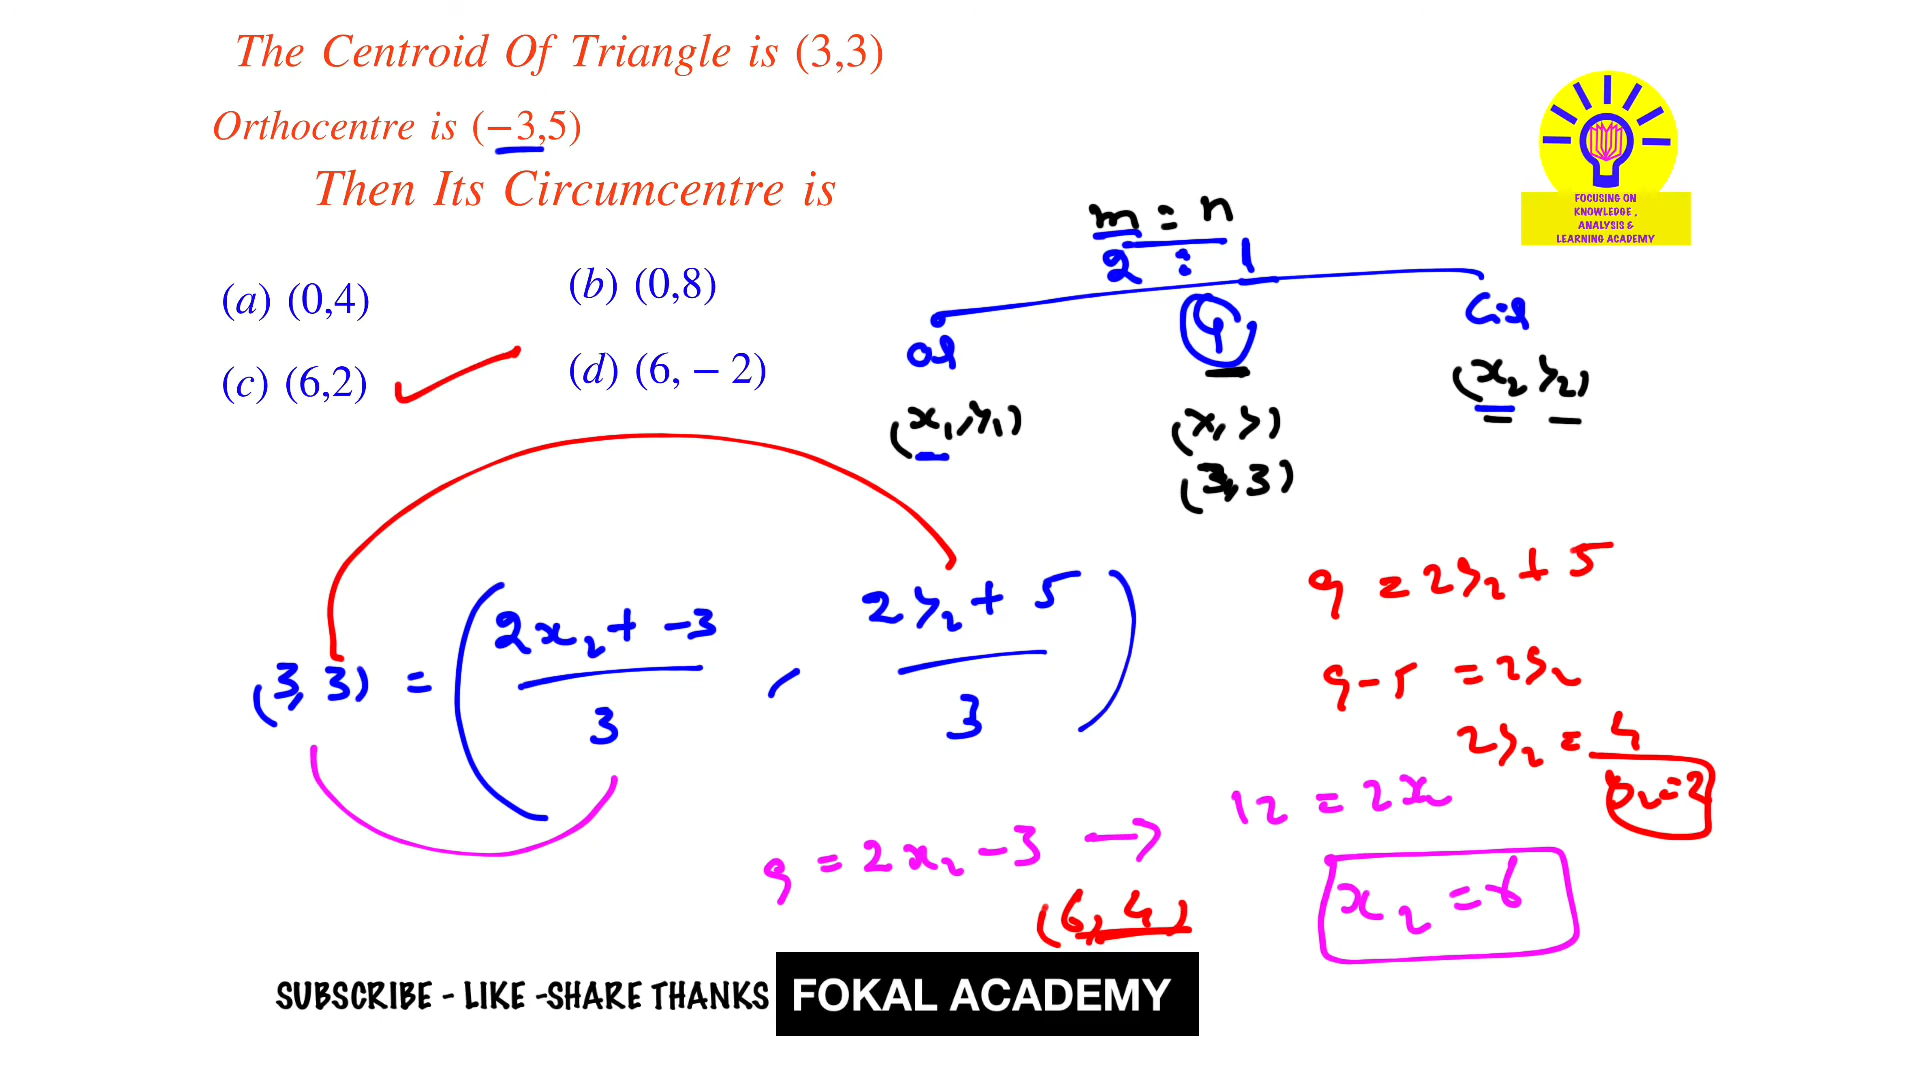 The Centroid Of Triangle is (3,3)
Orthocentre is (−3,5)
Then Its Circumcentre is
(a) (0,4)
(b) (0,8)
(c) (6,2)
(d) (6, − 2)
FOCUSING ON
KNOWLEDGE ,
ANALYSIS &
LEARNING ACADEMY
m : n
2 : 1
G
(x₁, y₁)
(x, y)
(x₂ y₂)
(3, 3)
(3, 3) = ( 2x₂ + −3 / 3 , 2y₂ + 5 / 3 )
9 = 2y₂ + 5
9 − 5 = 2y₂
2y₂ = 4
y₂ = 2
9 = 2x₂ − 3 →
12 = 2x₂
x₂ = 6
(6, 4)
SUBSCRIBE - LIKE -SHARE THANKS
FOKAL ACADEMY